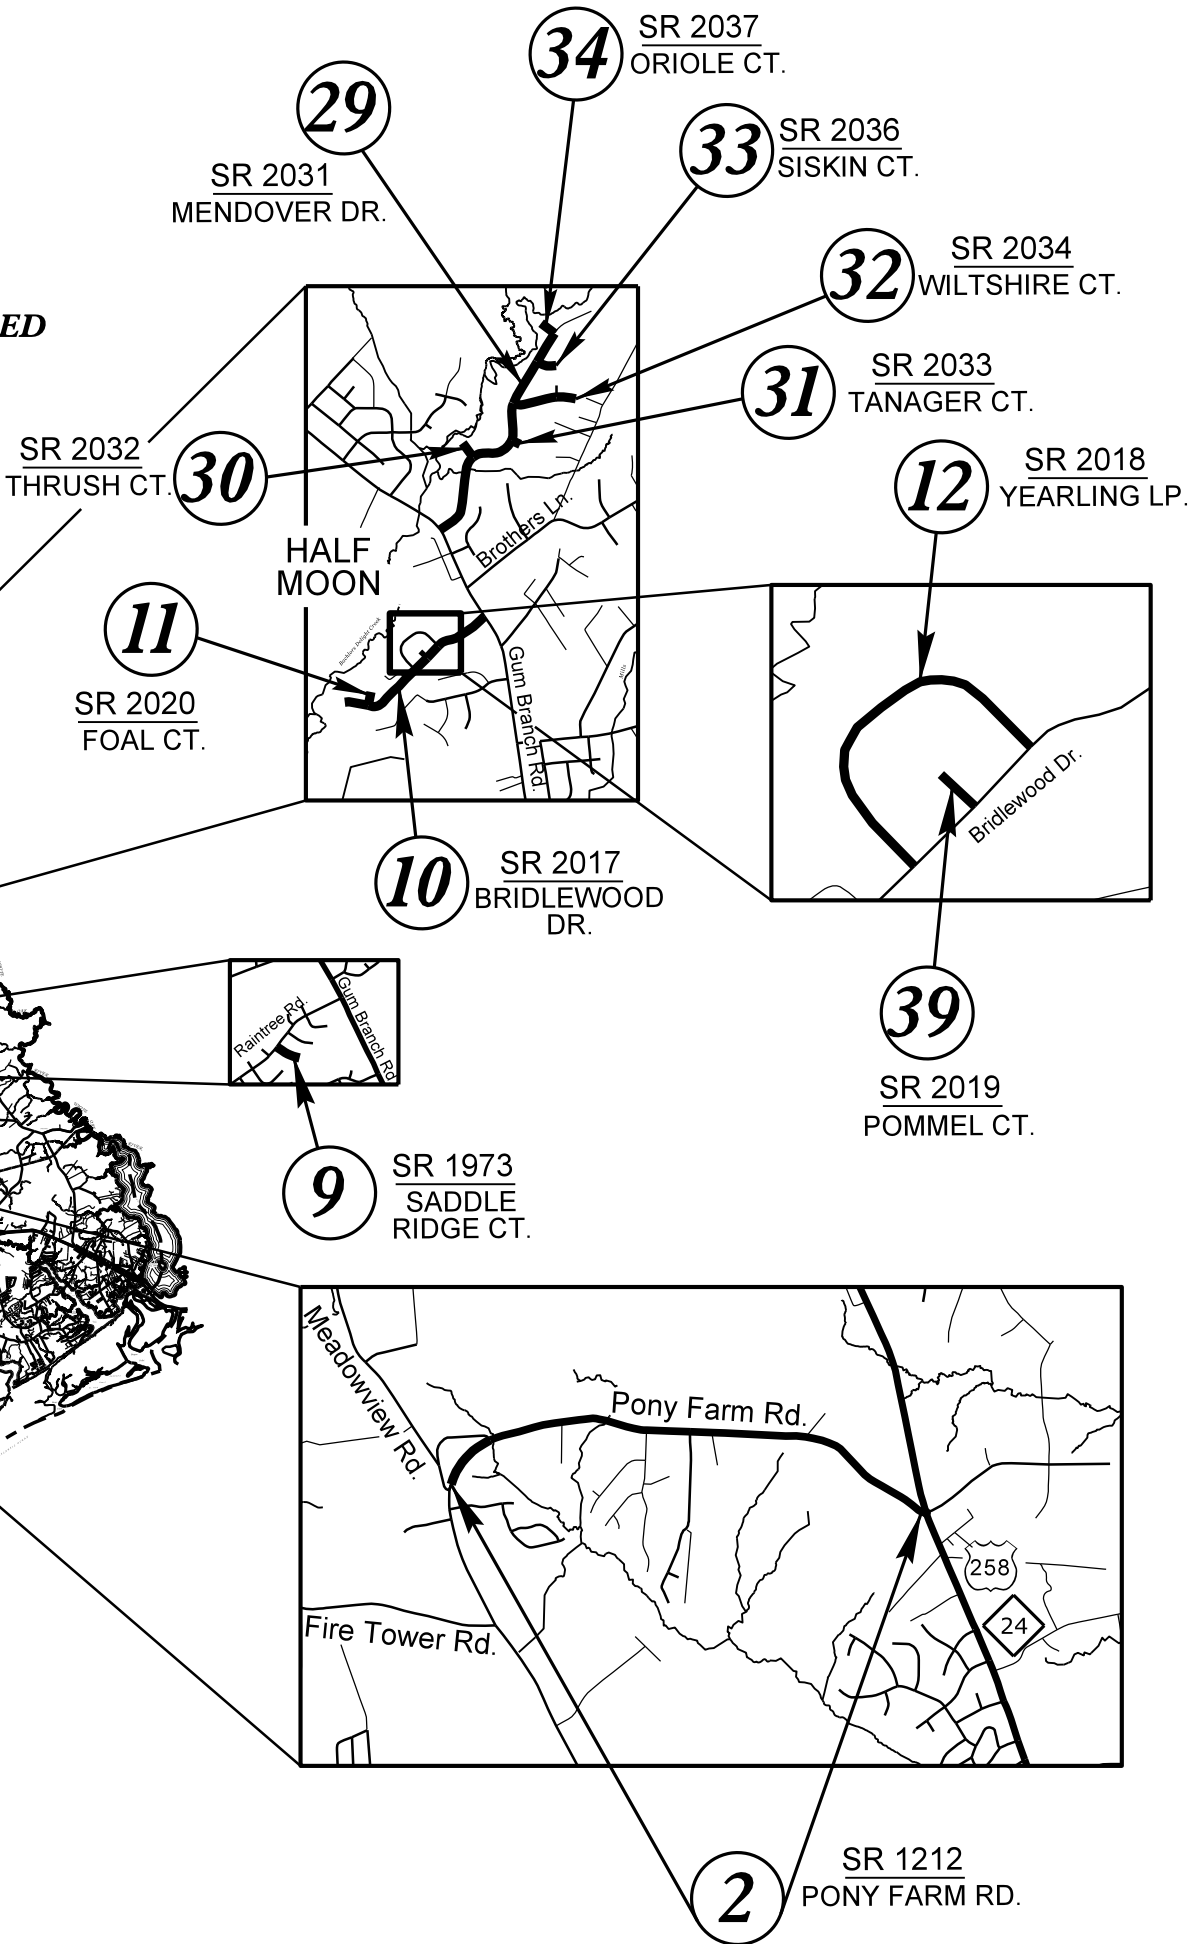 34
SR 2037
ORIOLE CT.
29
SR 2031
MENDOVER DR.
33
SR 2036
SISKIN CT.
32
SR 2034
WILTSHIRE CT.
ED
31
SR 2033
TANAGER CT.
SR 2032
THRUSH CT.
30
12
SR 2018
YEARLING LP.
HALF
MOON
Brothers Ln.
11
SR 2020
FOAL CT.
Gum Branch Rd.
Mills
Bridlewood Dr.
10
SR 2017
BRIDLEWOOD
DR.
Raintree Rd.
Gum Branch Rd
39
SR 2019
POMMEL CT.
9
SR 1973
SADDLE
RIDGE CT.
Meadowview Rd.
Pony Farm Rd.
258
24
Fire Tower Rd.
2
SR 1212
PONY FARM RD.